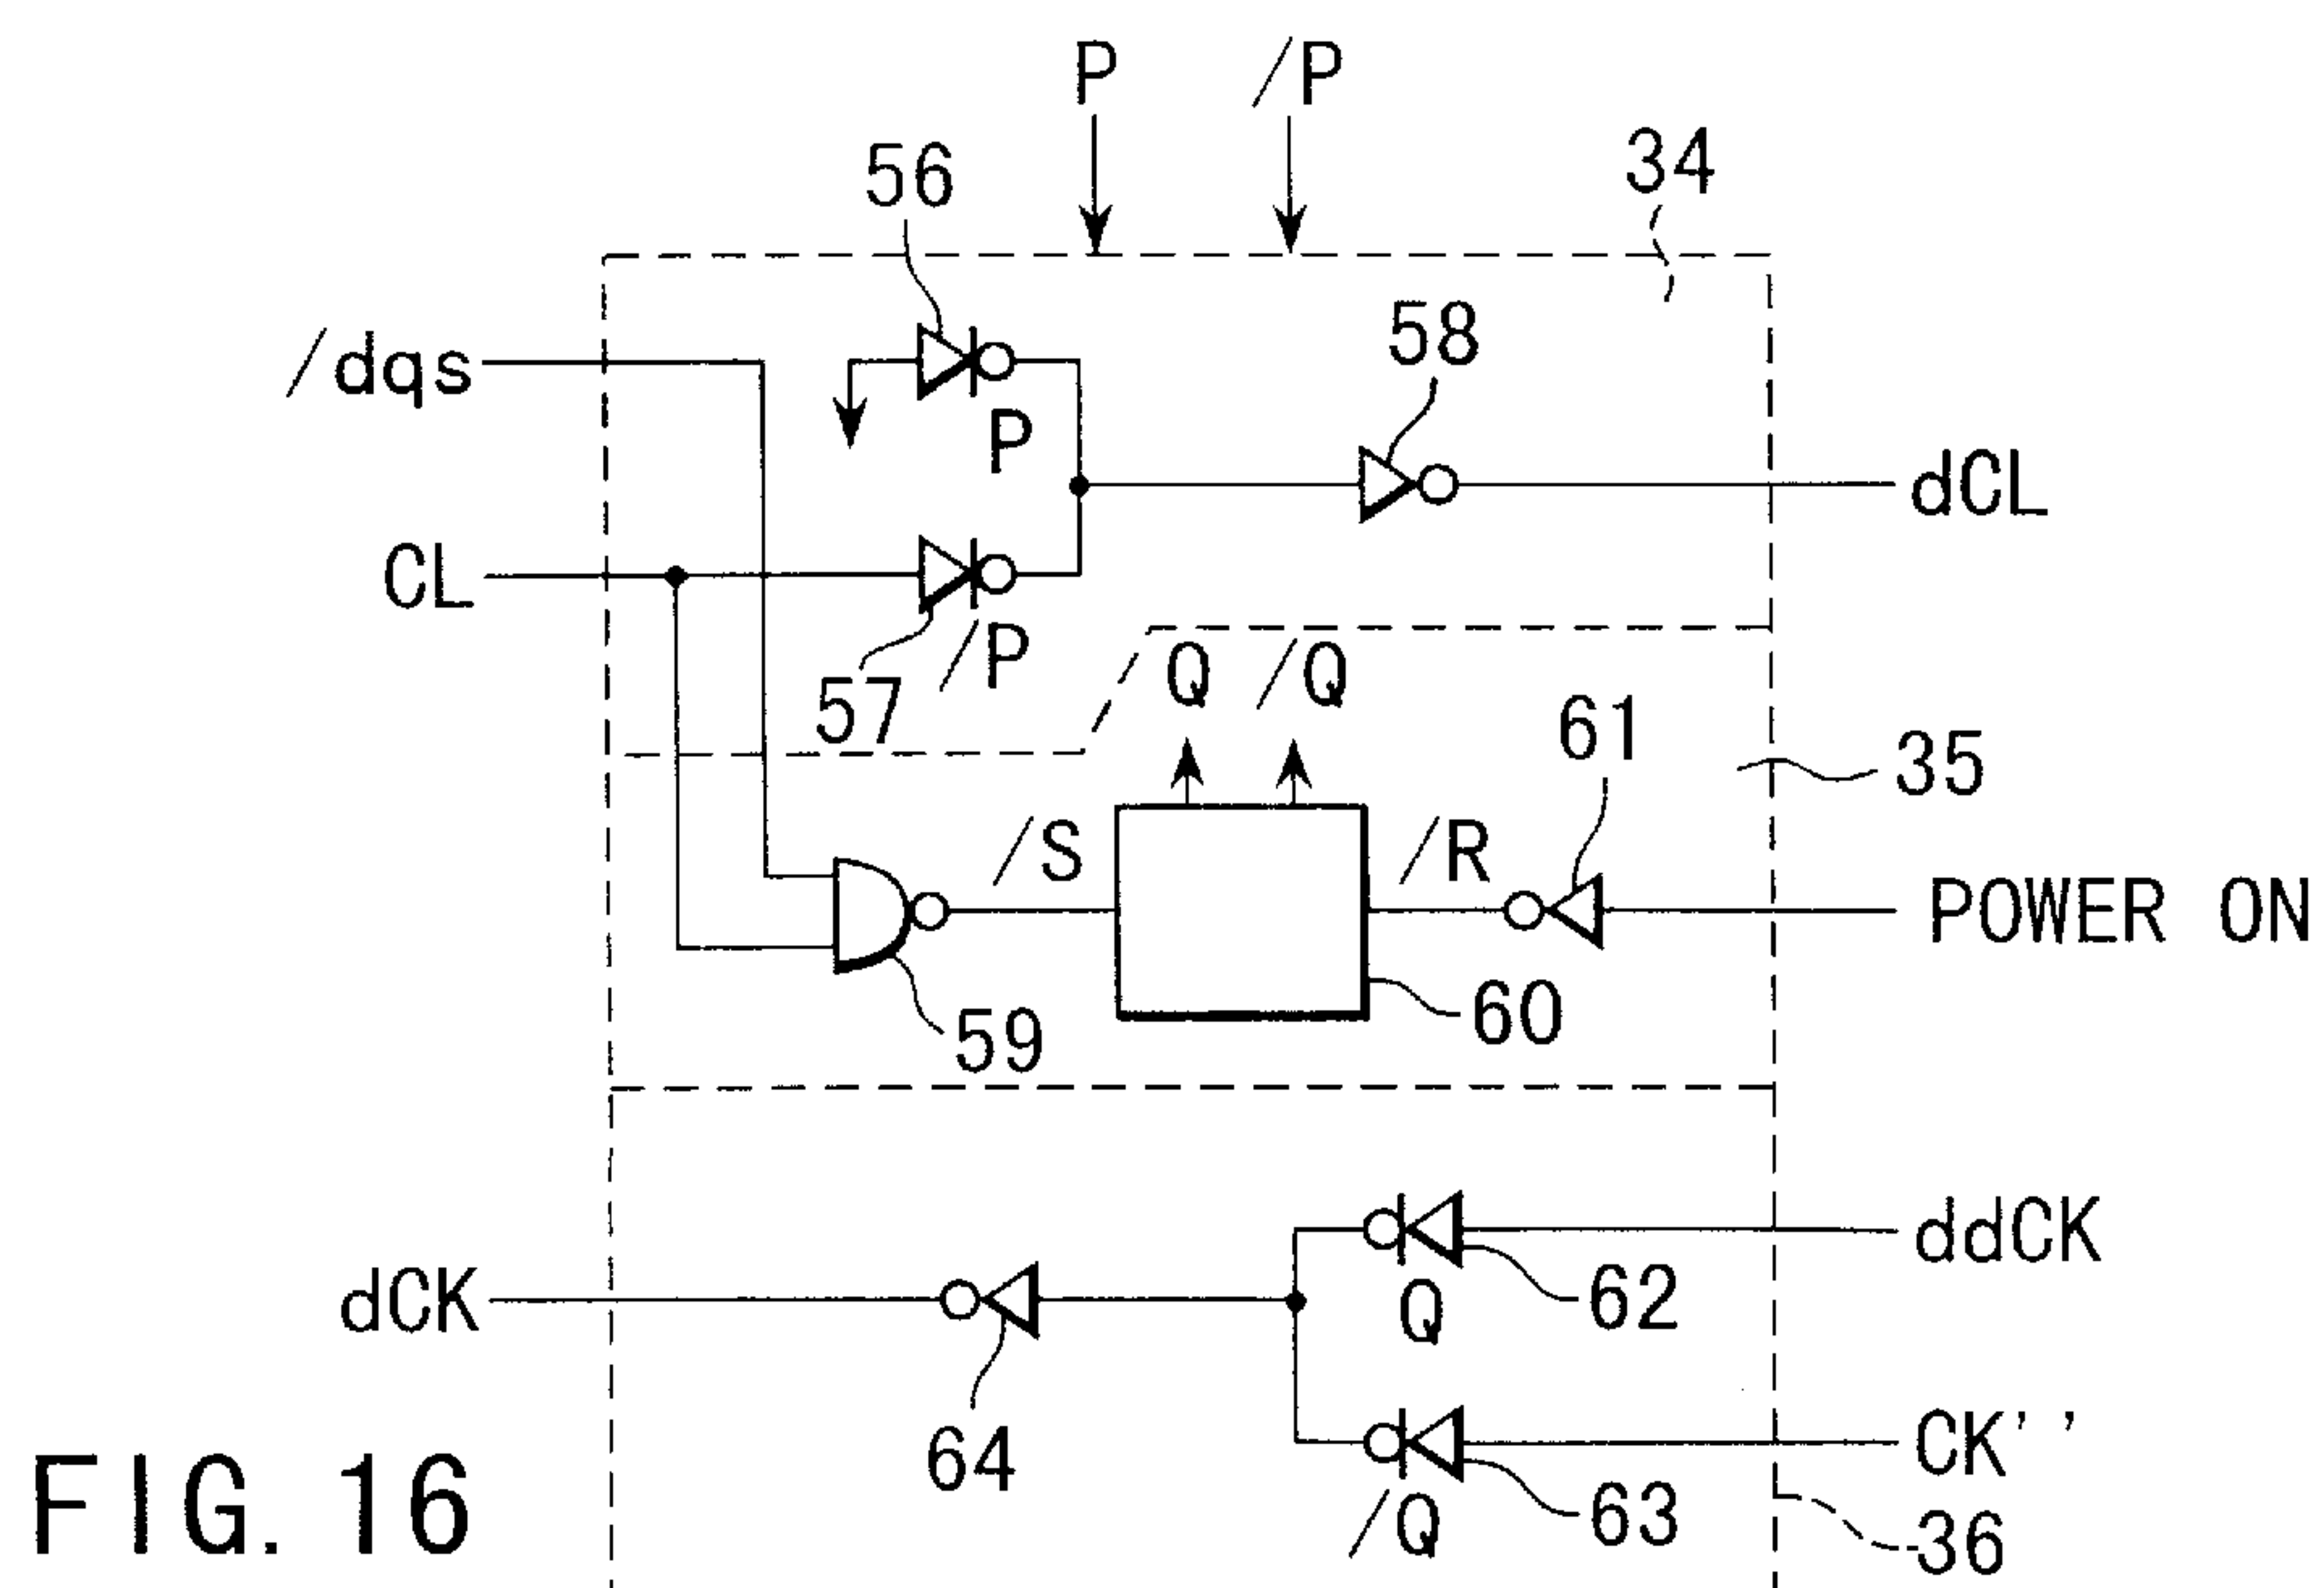 P /P
34
56
58
/dqs
P
dCL
CL
/P
57
Q /Q
61
35
/S
/R
POWER ON
60
59
ddCK
62
dCK
Q
64
CK''
63
/Q
36
FIG. 16